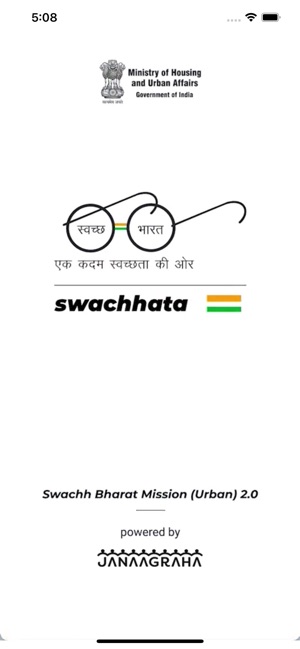 5:08
Ministry of Housing
and Urban Affairs
Government of India
स्वच्छ भारत
एक कदम स्वच्छता की ओर
swachhata
Swachh Bharat Mission (Urban) 2.0
powered by
JANAAGRAHA